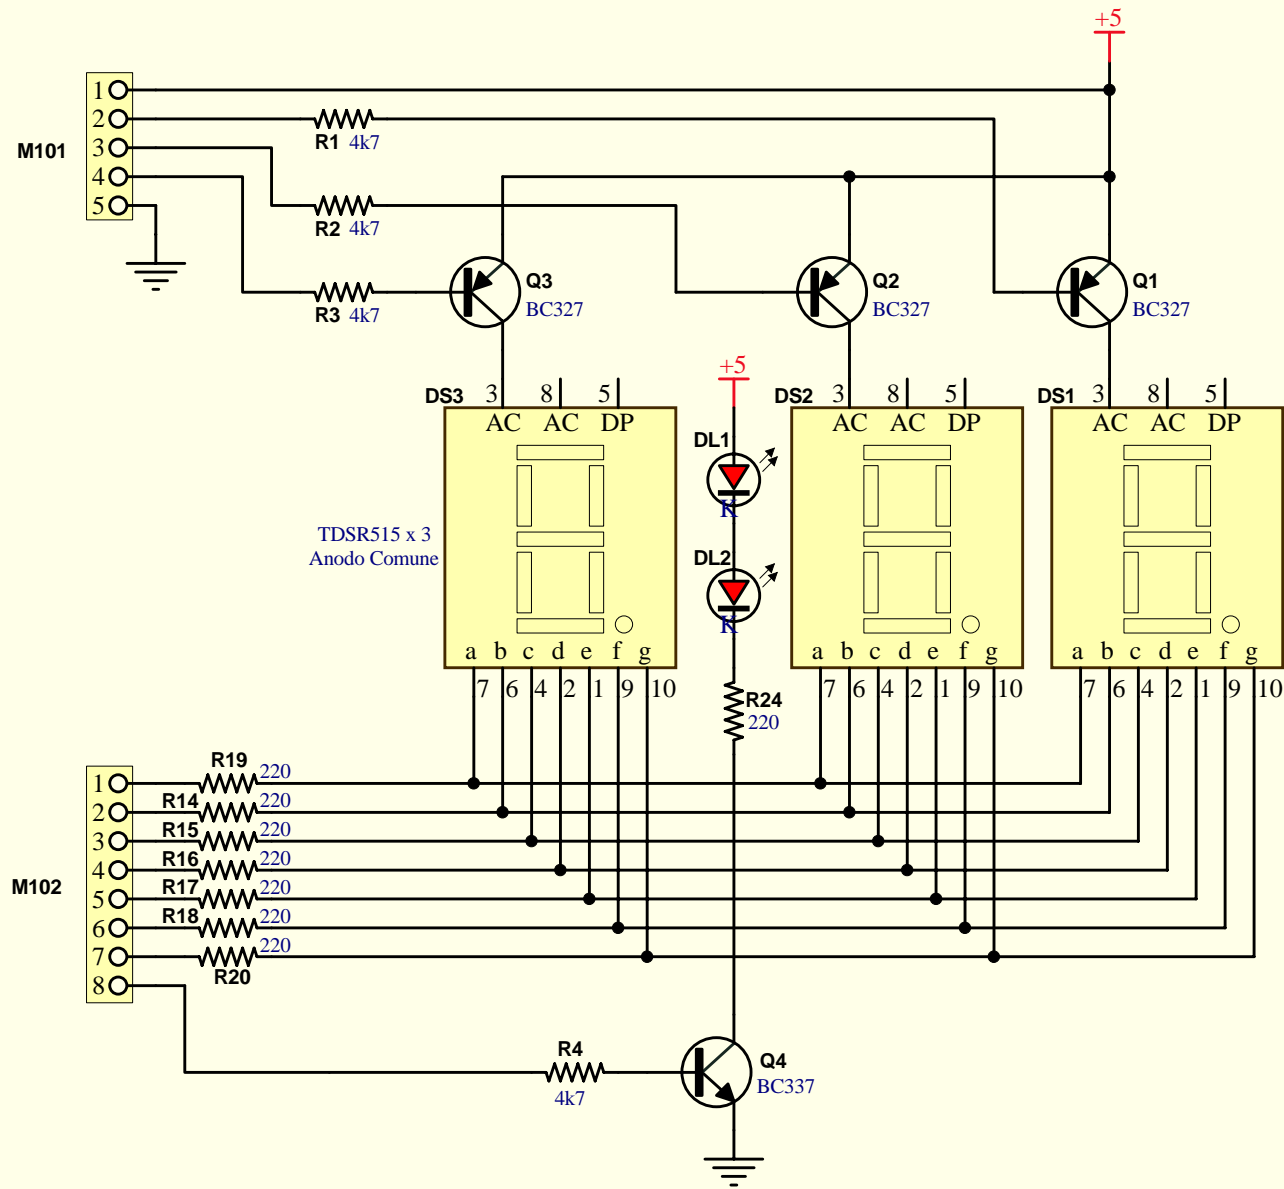 +5
1
2
3
4
5
M101
R1 4k7
R2 4k7
R3 4k7
Q3
BC327
Q2
BC327
Q1
BC327
+5
DS3 3 8 5
AC AC DP
DS2 3 8 5
AC AC DP
DS1 3 8 5
AC AC DP
DL1
K
DL2
K
TDSR515 x 3
Anodo Comune
a b c d e f g
7 6 4 2 1 9 10
a b c d e f g
7 6 4 2 1 9 10
a b c d e f g
7 6 4 2 1 9 10
R24
220
M102
1
2
3
4
5
6
7
8
R19 220
R14 220
R15 220
R16 220
R17 220
R18 220
R20 220
R4
4k7
Q4
BC337